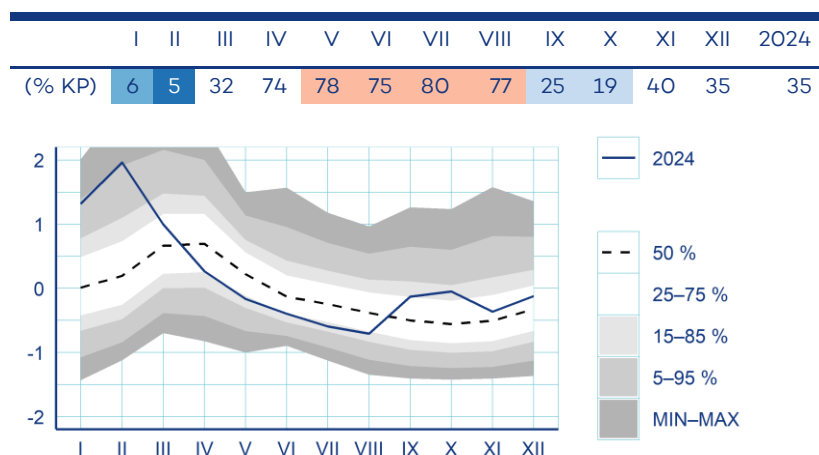 I II III IV V VI VII VIII IX X XI XII 2024
(% KP) 6 5 32 74 78 75 80 77 25 19 40 35 35
2
1
0
-1
-2
I II III IV V VI VII VIII IX X XI XII
2024
50 %
25–75 %
15–85 %
5–95 %
MIN–MAX